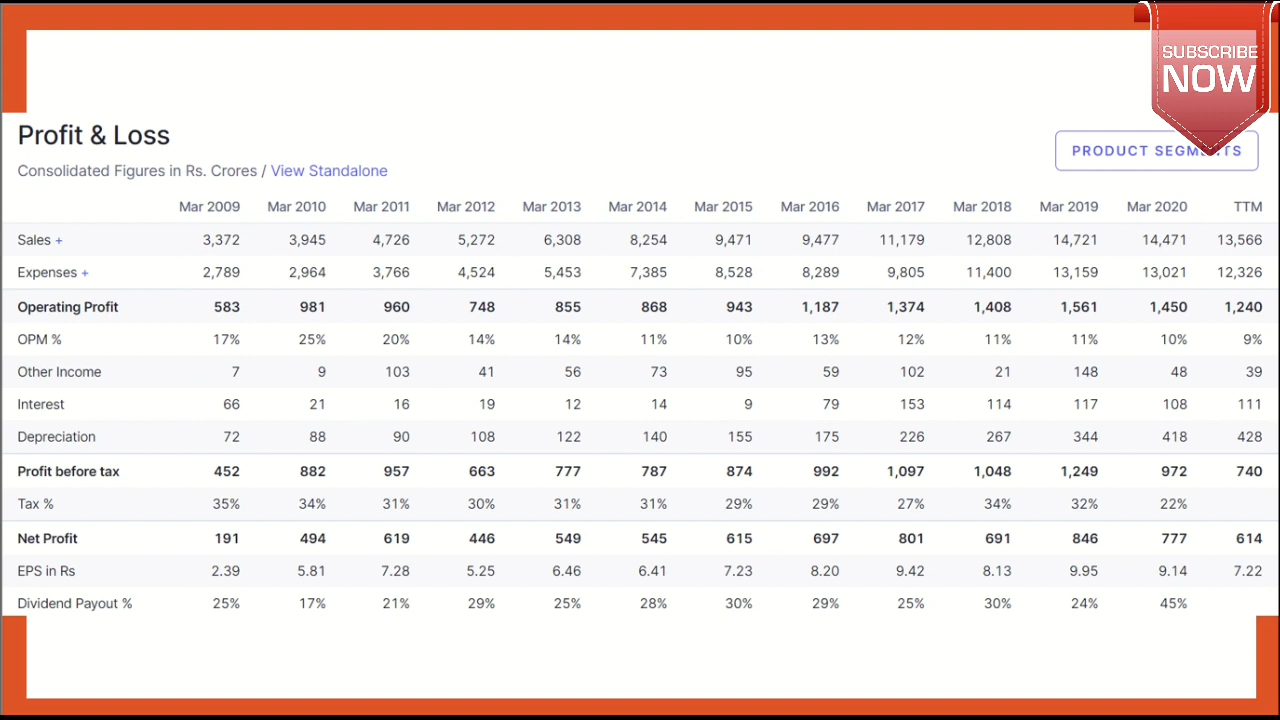 SUBSCRIBE
NOW
Profit & Loss
PRODUCT SEGMENTS
Consolidated Figures in Rs. Crores / View Standalone
Mar 2009 Mar 2010 Mar 2011 Mar 2012 Mar 2013 Mar 2014 Mar 2015 Mar 2016 Mar 2017 Mar 2018 Mar 2019 Mar 2020 TTM
Sales + 3,372 3,945 4,726 5,272 6,308 8,254 9,471 9,477 11,179 12,808 14,721 14,471 13,566
Expenses + 2,789 2,964 3,766 4,524 5,453 7,385 8,528 8,289 9,805 11,400 13,159 13,021 12,326
Operating Profit 583 981 960 748 855 868 943 1,187 1,374 1,408 1,561 1,450 1,240
OPM % 17% 25% 20% 14% 14% 11% 10% 13% 12% 11% 11% 10% 9%
Other Income 7 9 103 41 56 73 95 59 102 21 148 48 39
Interest 66 21 16 19 12 14 9 79 153 114 117 108 111
Depreciation 72 88 90 108 122 140 155 175 226 267 344 418 428
Profit before tax 452 882 957 663 777 787 874 992 1,097 1,048 1,249 972 740
Tax % 35% 34% 31% 30% 31% 31% 29% 29% 27% 34% 32% 22%
Net Profit 191 494 619 446 549 545 615 697 801 691 846 777 614
EPS in Rs 2.39 5.81 7.28 5.25 6.46 6.41 7.23 8.20 9.42 8.13 9.95 9.14 7.22
Dividend Payout % 25% 17% 21% 29% 25% 28% 30% 29% 25% 30% 24% 45%